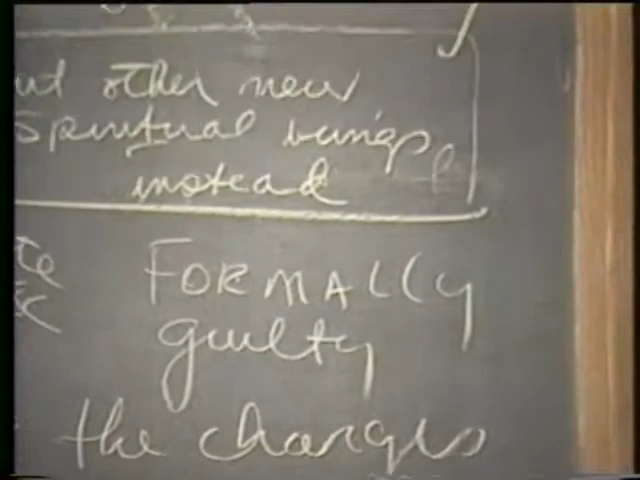 other new
spiritual beings
instead
FORMALLY
guilty
the charges